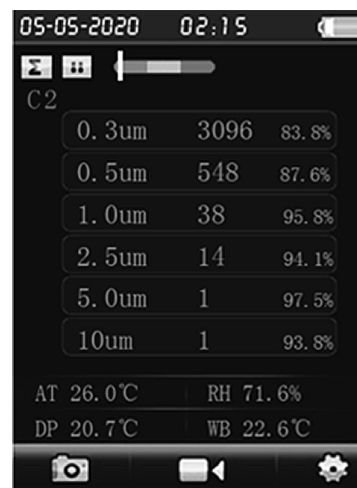 05-05-2020 02:15
Σ
C2
0.3um 3096 83.8%
0.5um 548 87.6%
1.0um 38 95.8%
2.5um 14 94.1%
5.0um 1 97.5%
10um 1 93.8%
AT 26.0℃ RH 71.6%
DP 20.7℃ WB 22.6℃